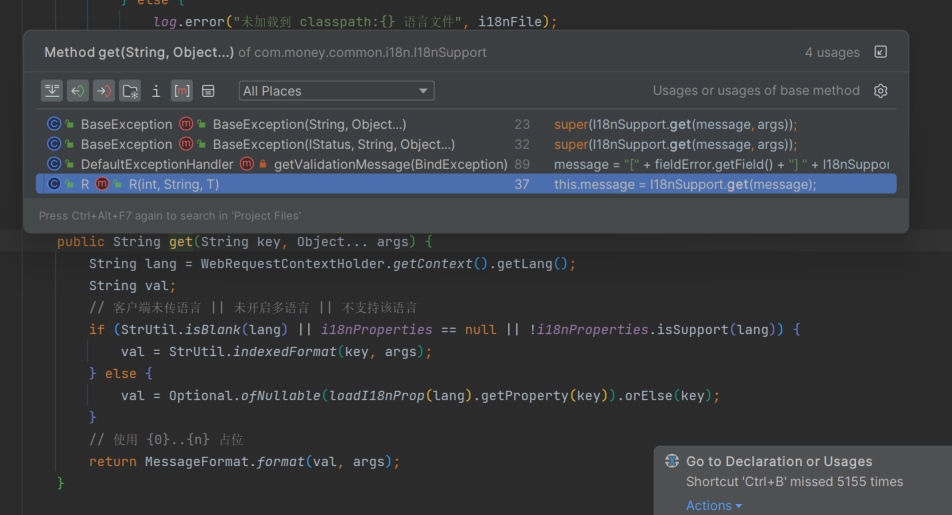 } else {
log.error("未加载到 classpath:{} 语言文件", i18nFile);
Method get(String, Object...) of com.money.common.i18n.I18nSupport 4 usages
All Places Usages or usages of base method
BaseException BaseException(String, Object...) 23 super(I18nSupport.get(message, args));
BaseException BaseException(IStatus, String, Object...) 32 super(I18nSupport.get(message, args));
DefaultExceptionHandler getValidationMessage(BindException) 89 message = "[" + fieldError.getField() + "] " + I18nSuppor
R R(int, String, T) 37 this.message = I18nSupport.get(message);
Press Ctrl+Alt+F7 again to search in 'Project Files'
public String get(String key, Object... args) {
String lang = WebRequestContextHolder.getContext().getLang();
String val;
// 客户端未传语言 || 未开启多语言 || 不支持该语言
if (StrUtil.isBlank(lang) || i18nProperties == null || !i18nProperties.isSupport(lang)) {
val = StrUtil.indexedFormat(key, args);
} else {
val = Optional.ofNullable(loadI18nProp(lang).getProperty(key)).orElse(key);
}
// 使用 {0}..{n} 占位
return MessageFormat.format(val, args);
}
Go to Declaration or Usages
Shortcut 'Ctrl+B' missed 5155 times
Actions